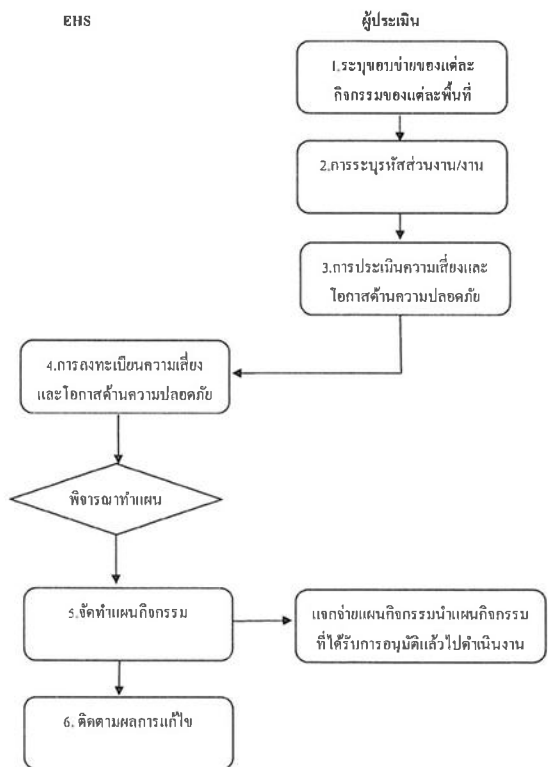 EHS
ผู้ประเมิน
1.ระบุขอบข่ายของแต่ละ
กิจกรรมของแต่ละพื้นที่
2.การระบุรหัสส่วนงาน/งาน
3.การประเมินความเสี่ยงและ
โอกาสด้านความปลอดภัย
4.การลงทะเบียนความเสี่ยง
และโอกาสด้านความปลอดภัย
พิจารณาทำแผน
5.จัดทำแผนกิจกรรม
แจกจ่ายแผนกิจกรรมนำแผนกิจกรรม
ที่ได้รับการอนุมัติแล้วไปดำเนินงาน
6. ติดตามผลการแก้ไข